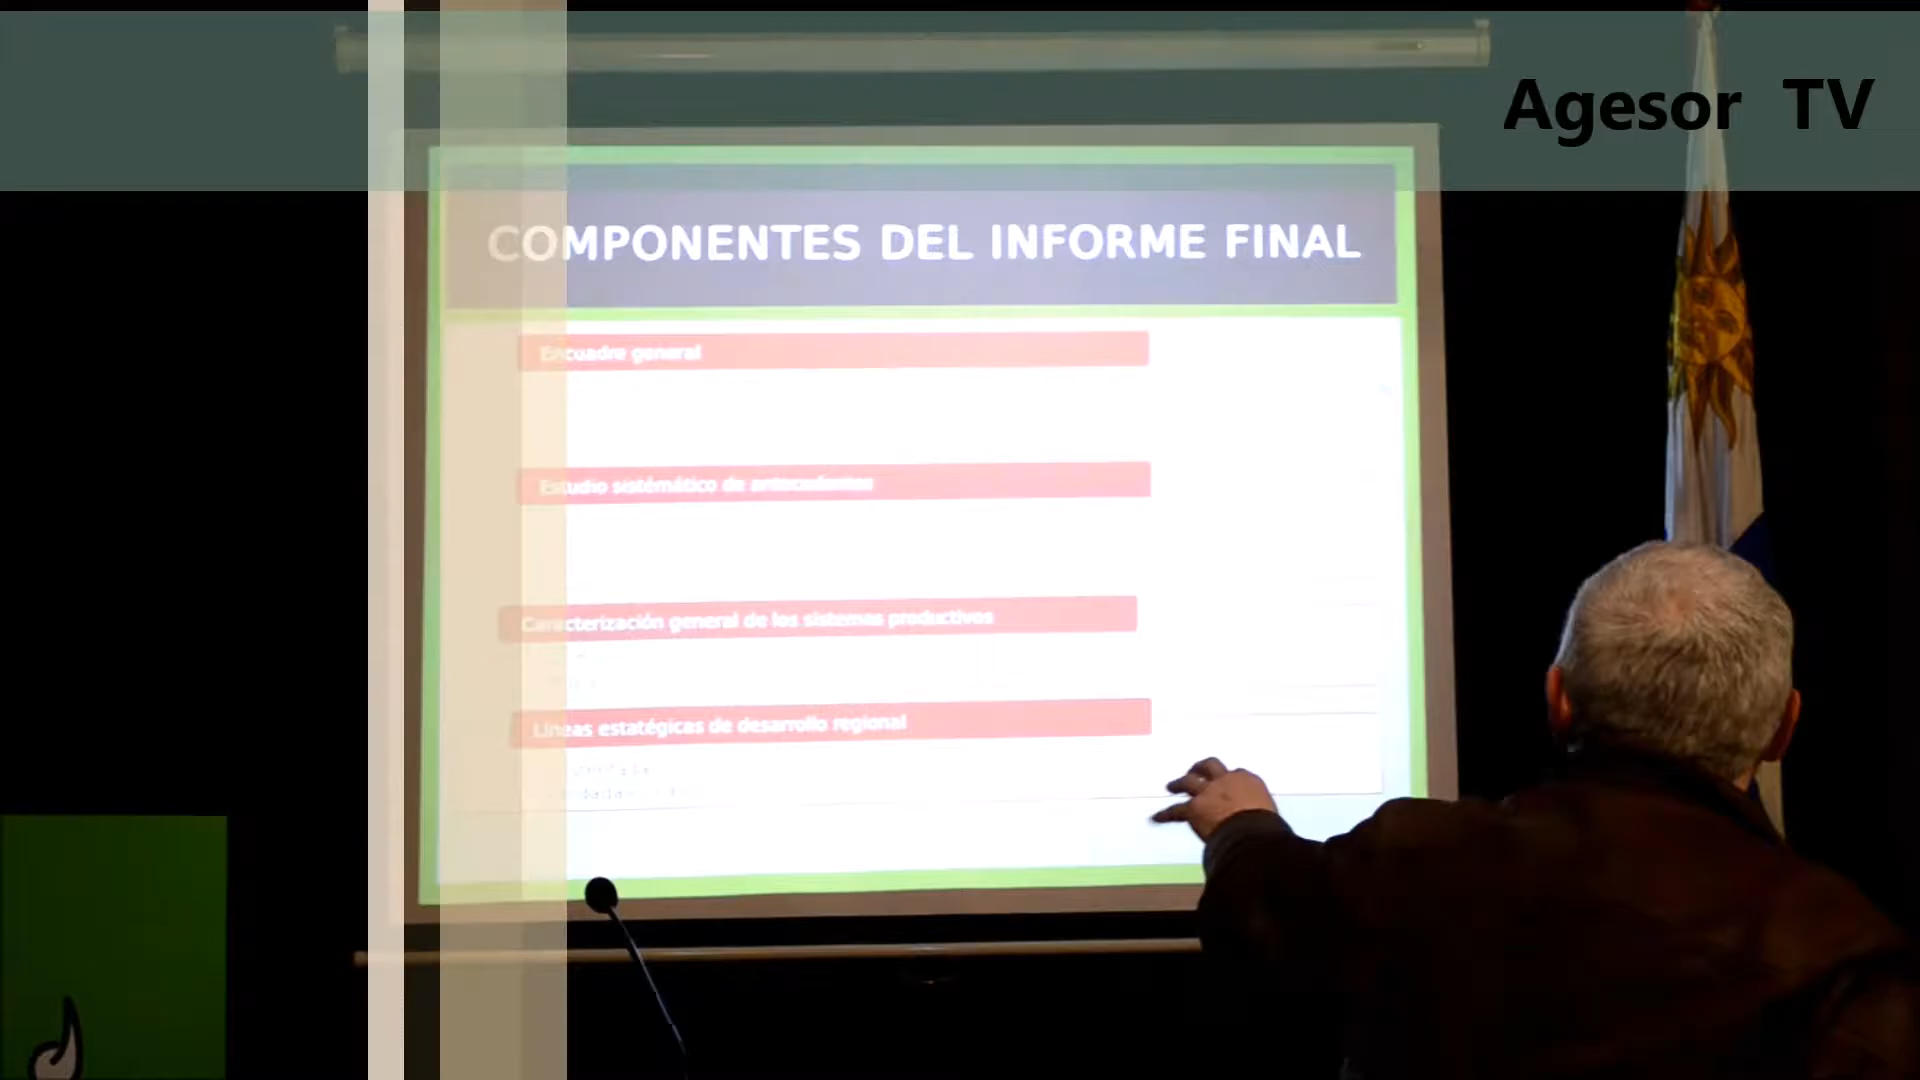 Agesor TV
COMPONENTES DEL INFORME FINAL
Encuadre general
Estudio sistémático de antecedentes
Caracterización general de los sistemas productivos
Líneas estatégicas de desarrollo regional